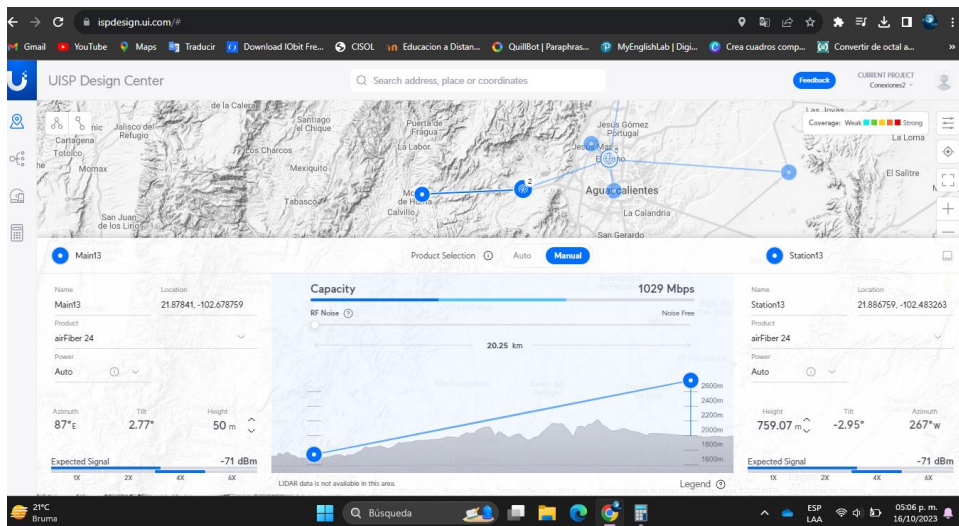 ispdesign.ui.com/#
Gmail YouTube Maps Traducir Download IObit Fre... CISOL Educacion a Distan... QuillBot | Paraphras... MyEnglishLab | Digi... Crea cuadros comp... Convertir de octal a... »
UISP Design Center
Search address, place or coordinates
Feedback
CURRENT PROJECT
Conexiones2
de la Calera
Santiago
el Chique
Puerta de
Fragua
Jesús Gómez
Portugal
Las Joyas
Coverage: Weak Strong
Jalisco del
Refugio
Cartagena
Totolco
Momax
os Charcos
La Labor
Mexiquito
La Loma
El Salitre
2
Aguascalientes
Tabasco
Calvillo
La Calandria
San Juan
de los Lirios
San Gerardo
Main13
Product Selection Auto Manual
Station13
Name
Main13
Location
21.87841, -102.678759
Product
airFiber 24
Power
Auto
Azimuth
87°E
Tilt
2.77°
Height
50 m
Expected Signal -71 dBm
1X 2X 4X 6X
Capacity 1029 Mbps
RF Noise Noise Free
20.25 km
2600m
2400m
2200m
2000m
1800m
1600m
LIDAR data is not available in this area.
Legend
Name
Station13
Location
21.886759, -102.483263
Product
airFiber 24
Power
Auto
Height
759.07 m
Tilt
-2.95°
Azimuth
267°W
Expected Signal -71 dBm
1X 2X 4X 6X
21°C
Bruma
Búsqueda
ESP
LAA
05:06 p. m.
16/10/2023